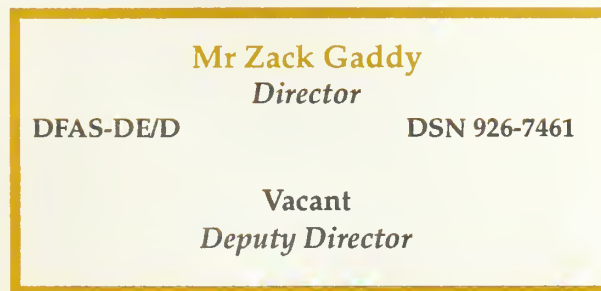 Mr Zack Gaddy
Director
DFAS-DE/D DSN 926-7461
Vacant
Deputy Director